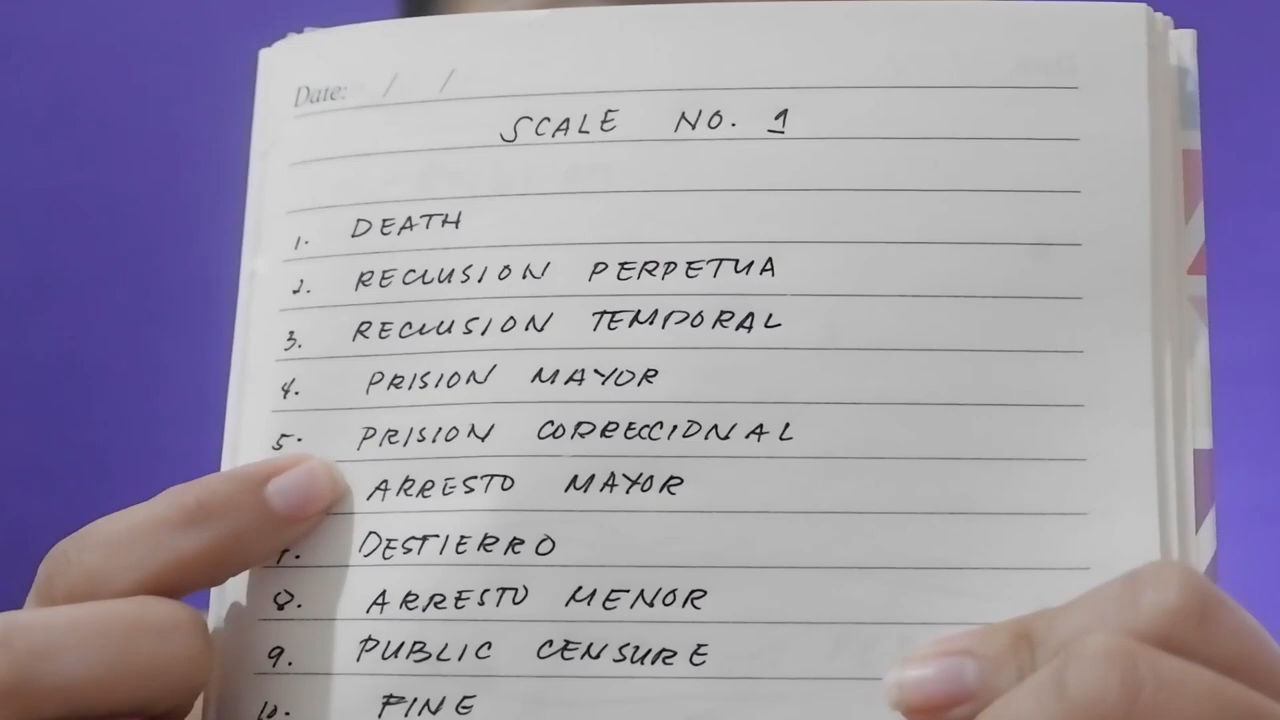 Date: / /
SCALE NO. 1
1. DEATH
2. RECLUSION PERPETUA
3. RECLUSION TEMPORAL
4. PRISION MAYOR
5. PRISION CORRECCIONAL
ARRESTO MAYOR
7. DESTIERRO
8. ARRESTO MENOR
9. PUBLIC CENSURE
10. FINE